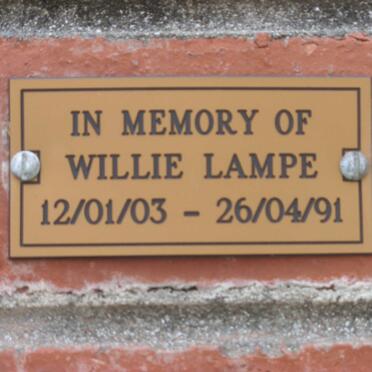 IN MEMORY OF
WILLIE LAMPE
12/01/03 - 26/04/91